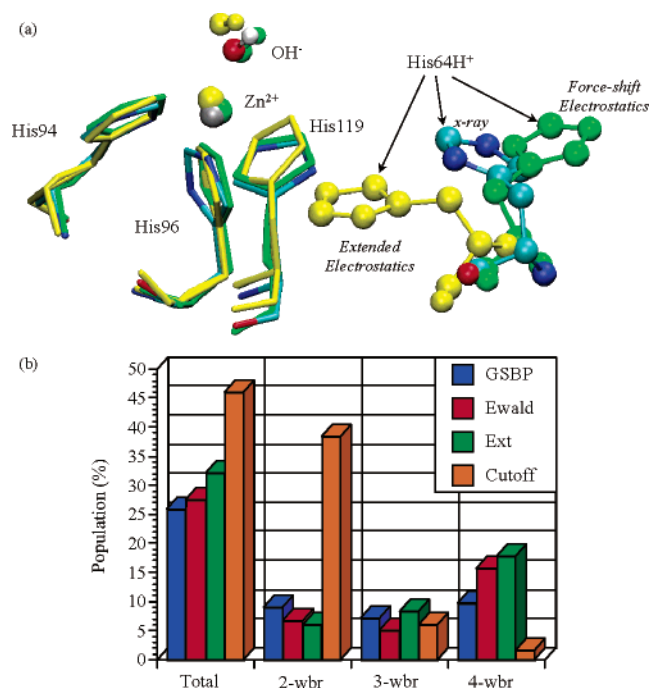 (a)
OH-
His64H+
Force-shift
Electrostatics
x-ray
Zn2+
His94
His119
His96
Extended
Electrostatics
(b)
50
45
40
35
30
25
20
15
10
5
0
Population (%)
GSBP
Ewald
Ext
Cutoff
Total 2-wbr 3-wbr 4-wbr